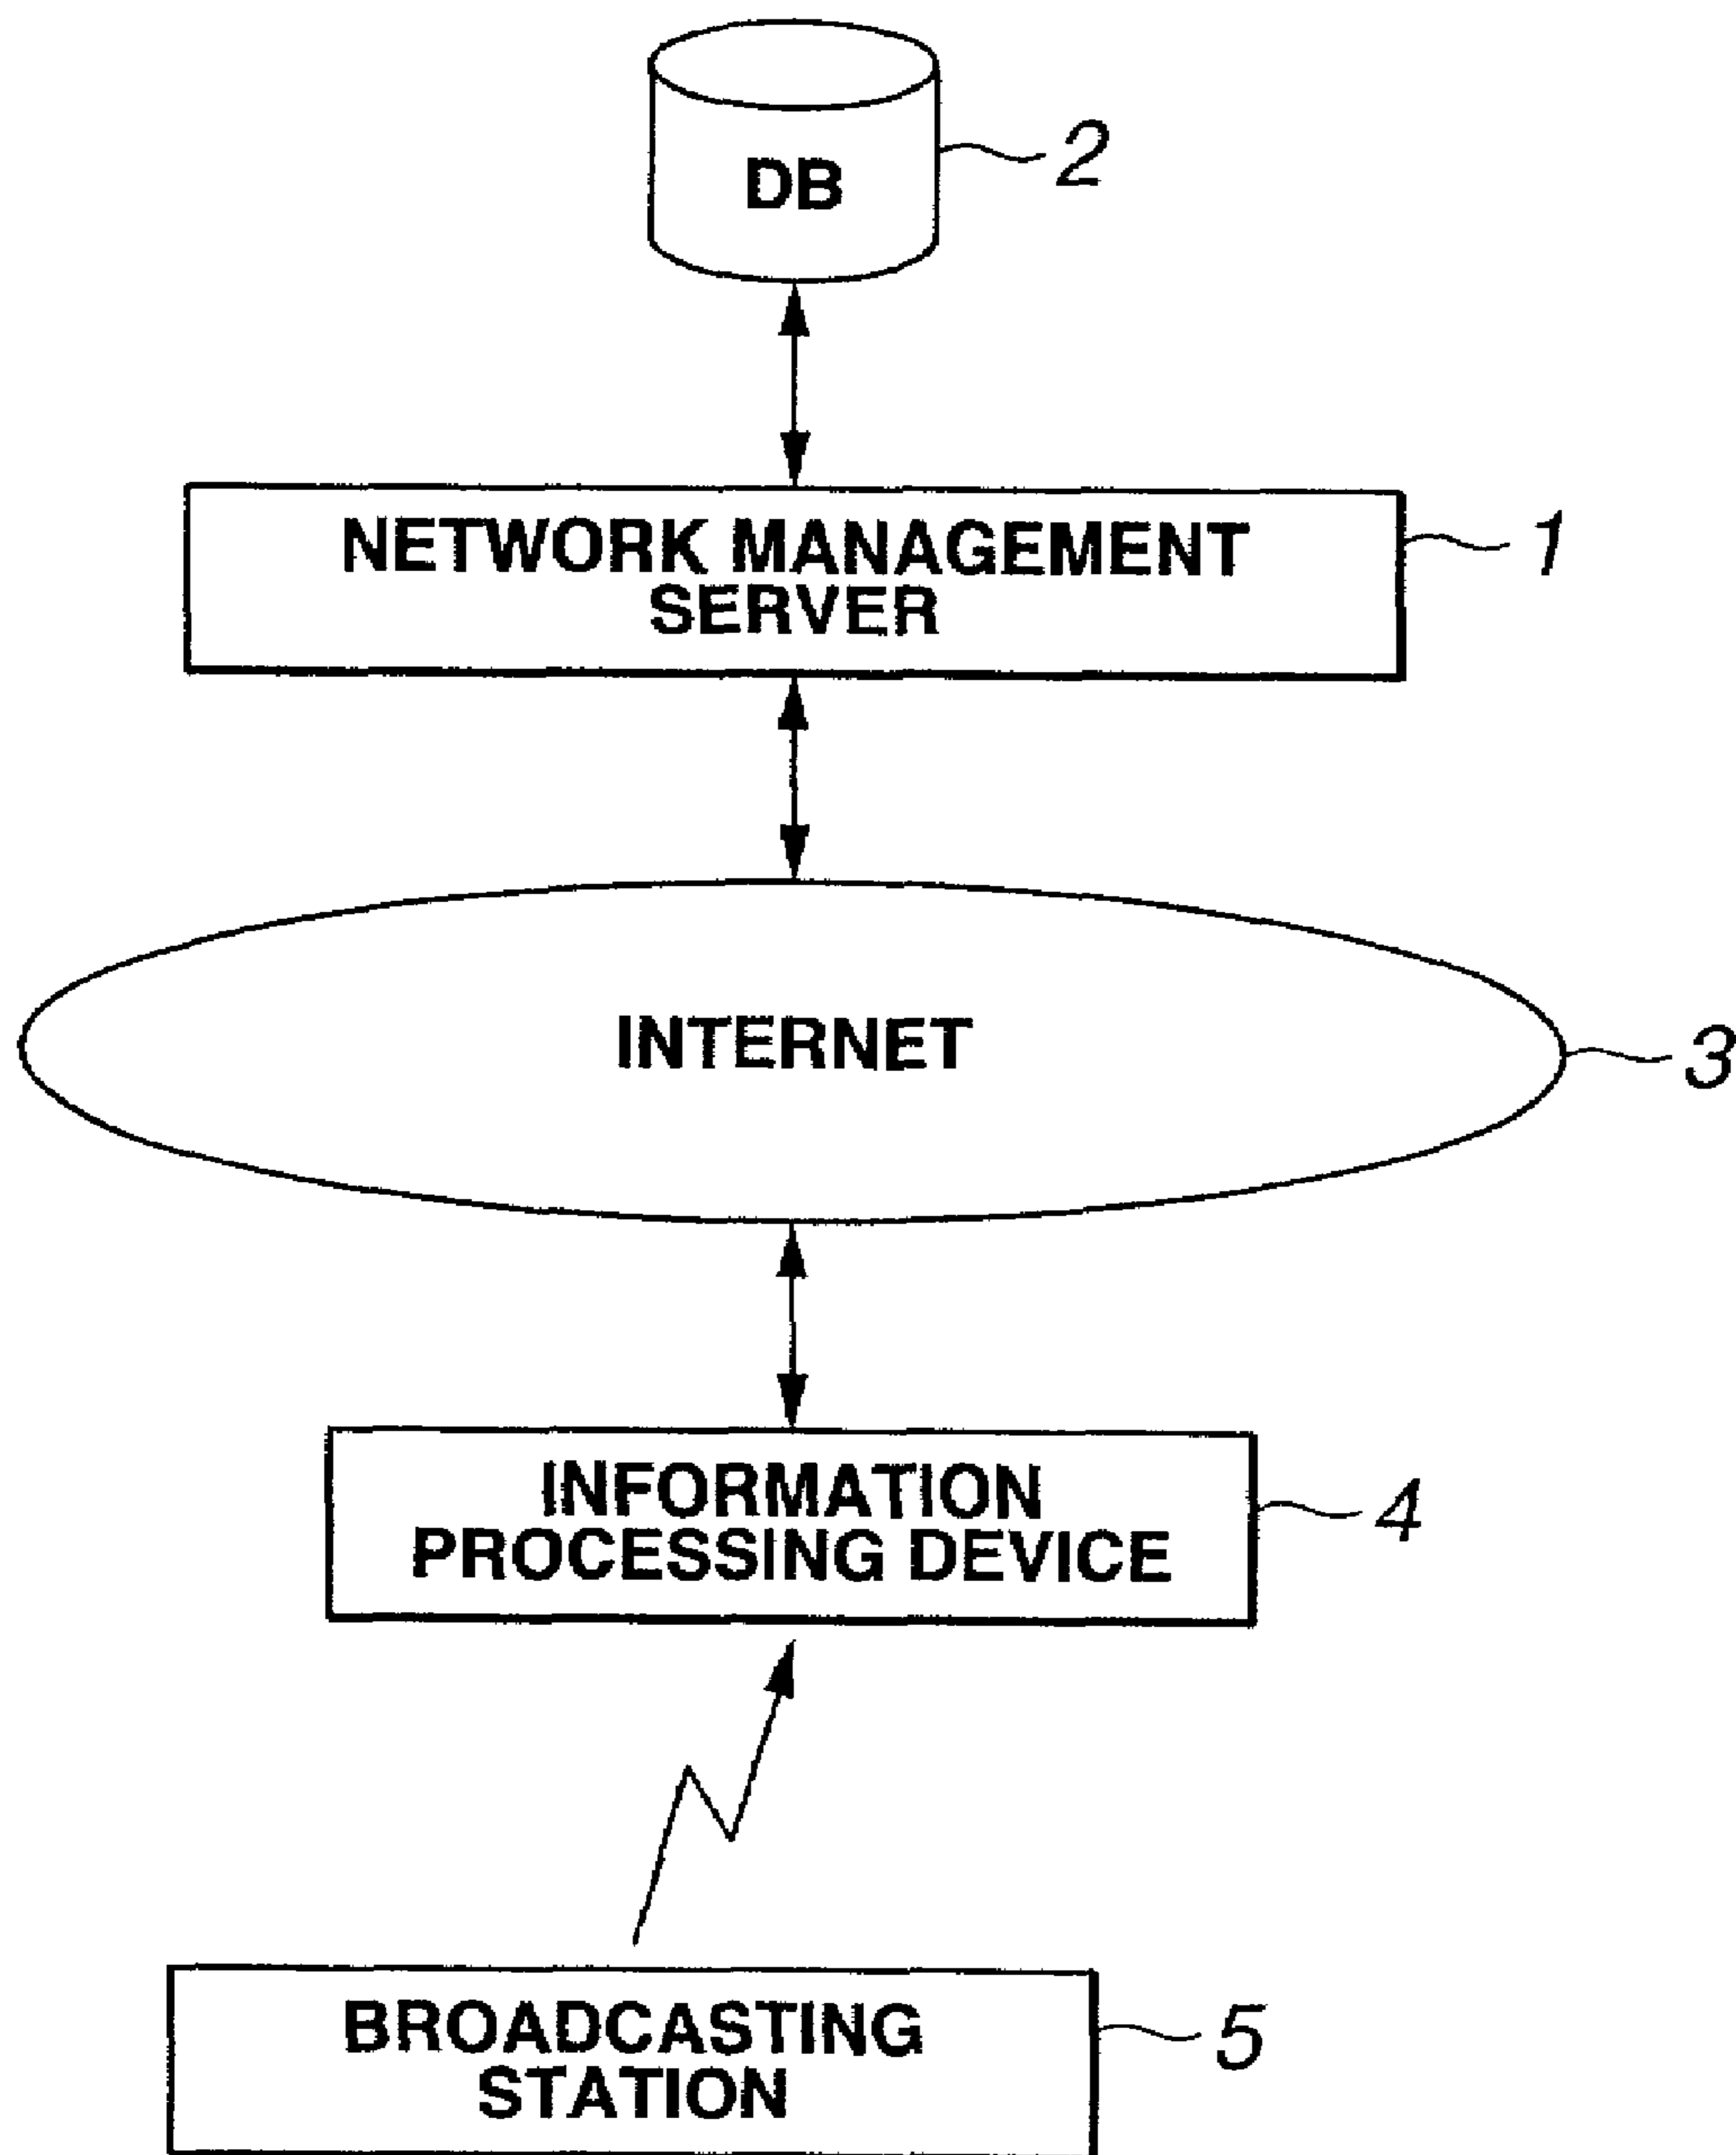 DB
2
NETWORK MANAGEMENT
SERVER
1
INTERNET
3
INFORMATION
PROCESSING DEVICE
4
BROADCASTING
STATION
5